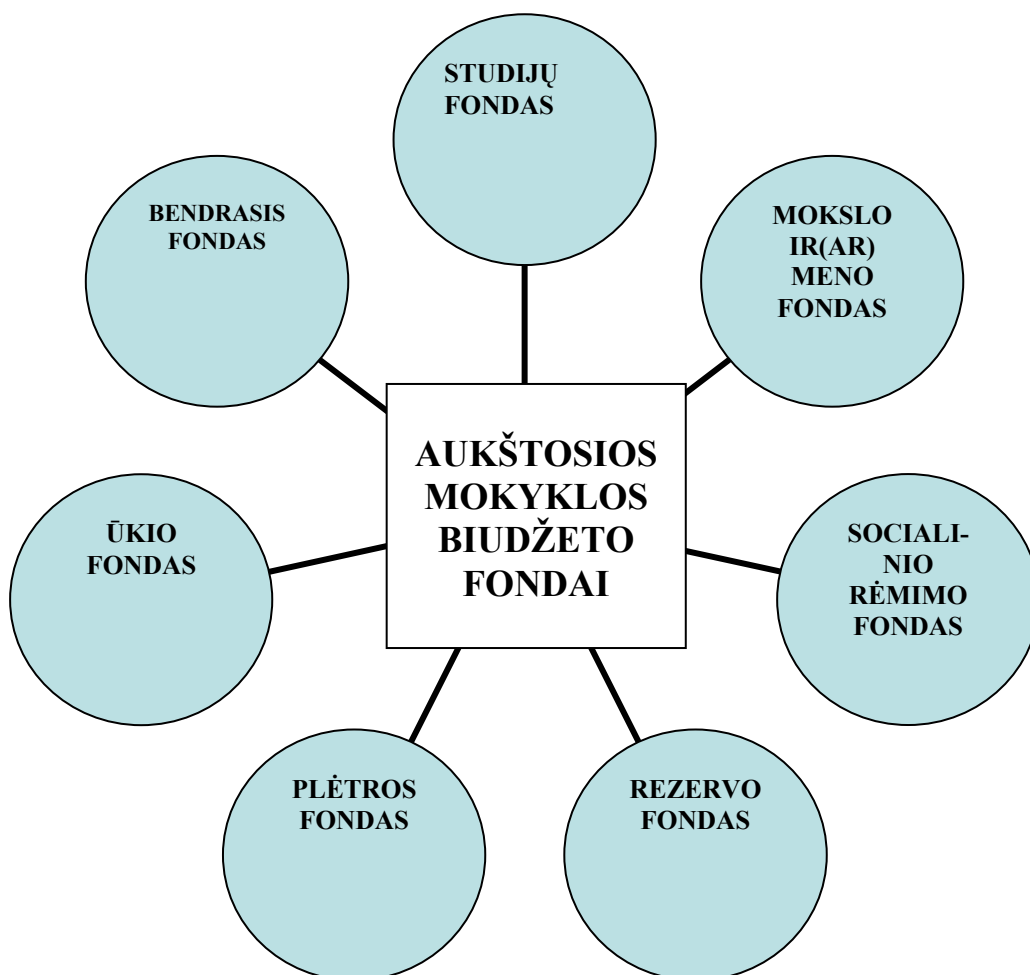 STUDIJŲ
FONDAS
BENDRASIS
FONDAS
MOKSLO
IR(AR)
MENO
FONDAS
AUKŠTOSIOS
MOKYKLOS
BIUDŽETO
FONDAI
ŪKIO
FONDAS
SOCIALI-
NIO
RĖMIMO
FONDAS
PLĖTROS
FONDAS
REZERVO
FONDAS